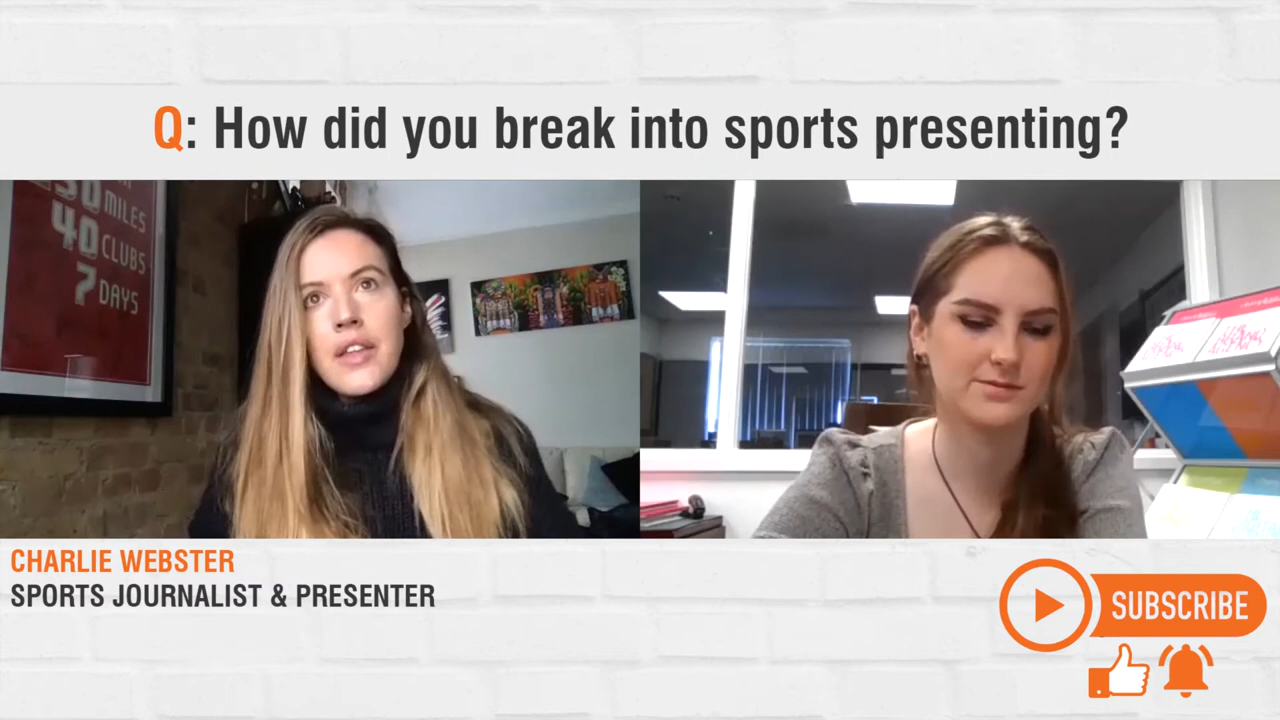 Q: How did you break into sports presenting?
MILES
40 CLUBS
7 DAYS
CHARLIE WEBSTER
SPORTS JOURNALIST & PRESENTER
SUBSCRIBE